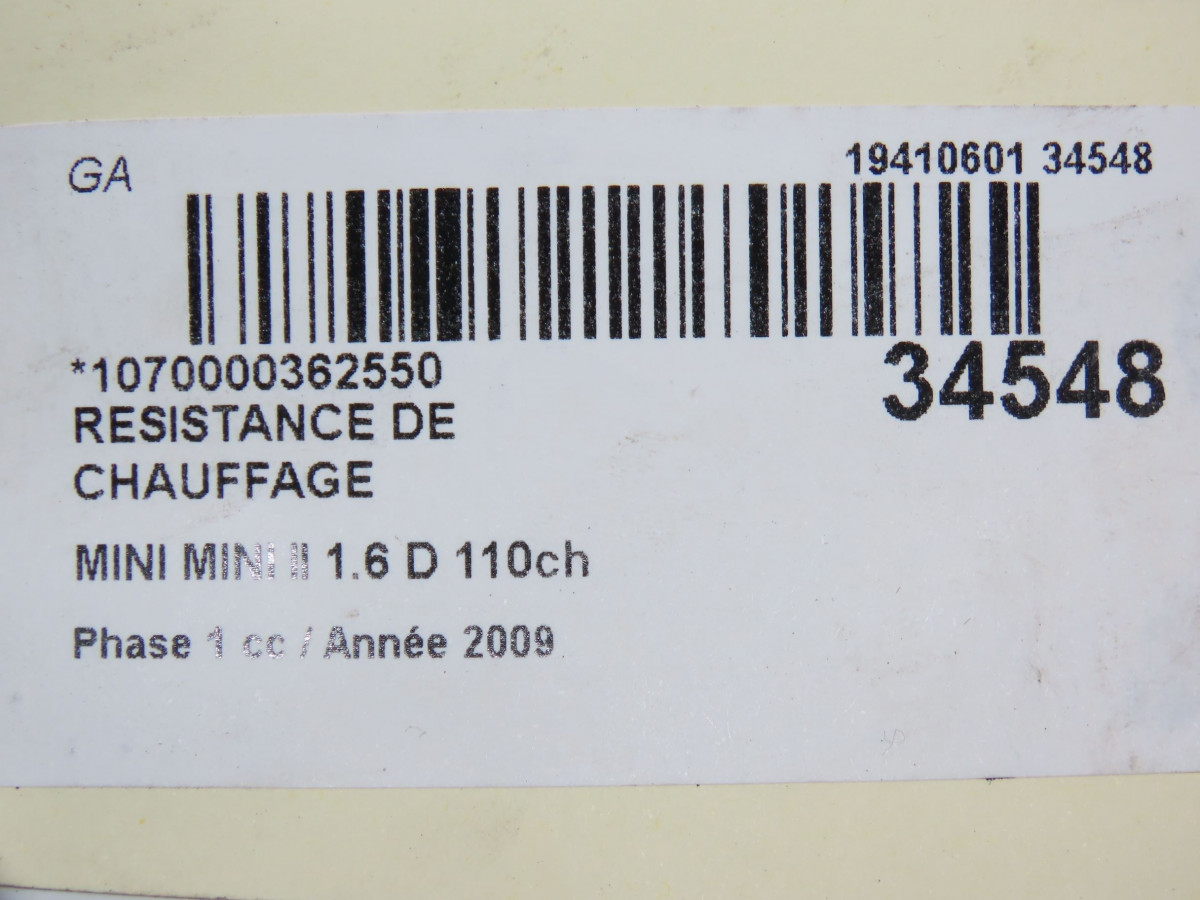 GA
19410601 34548
*1070000362550
34548
RESISTANCE DE
CHAUFFAGE
MINI MINI II 1.6 D 110ch
Phase 1 cc / Année 2009